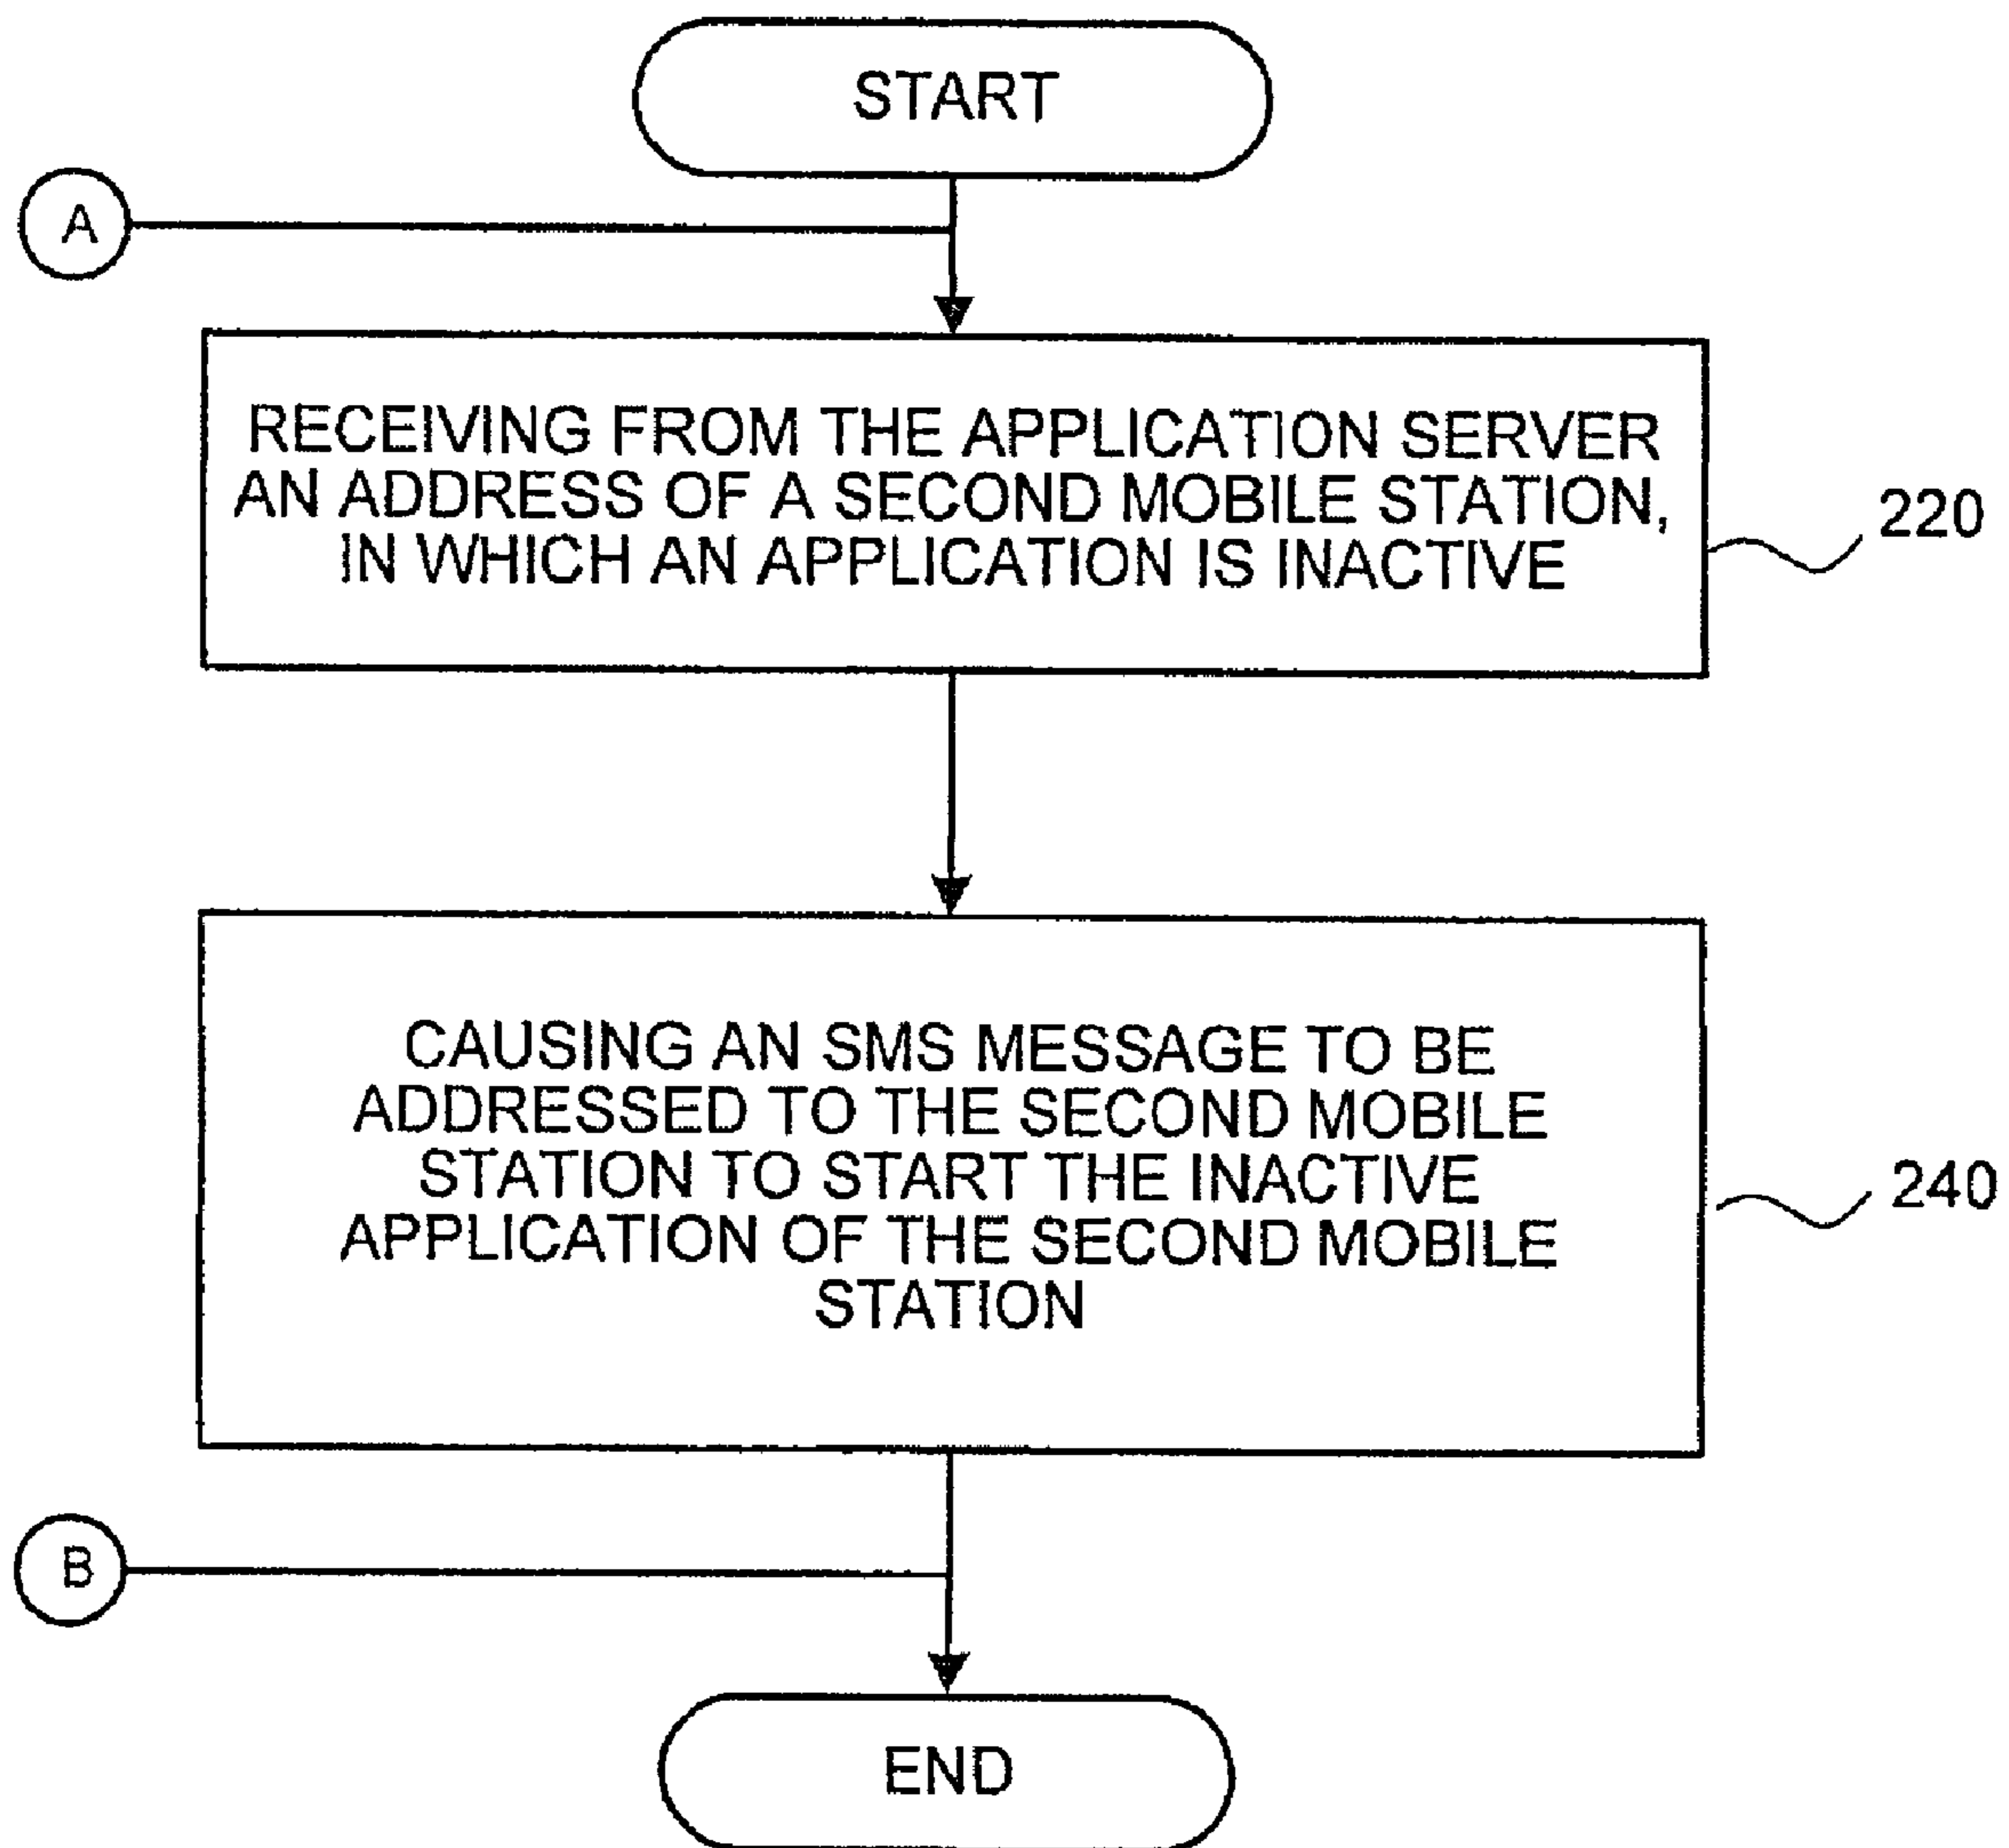 START
A
RECEIVING FROM THE APPLICATION SERVER
AN ADDRESS OF A SECOND MOBILE STATION,
IN WHICH AN APPLICATION IS INACTIVE
220
CAUSING AN SMS MESSAGE TO BE
ADDRESSED TO THE SECOND MOBILE
STATION TO START THE INACTIVE
APPLICATION OF THE SECOND MOBILE
STATION
240
B
END